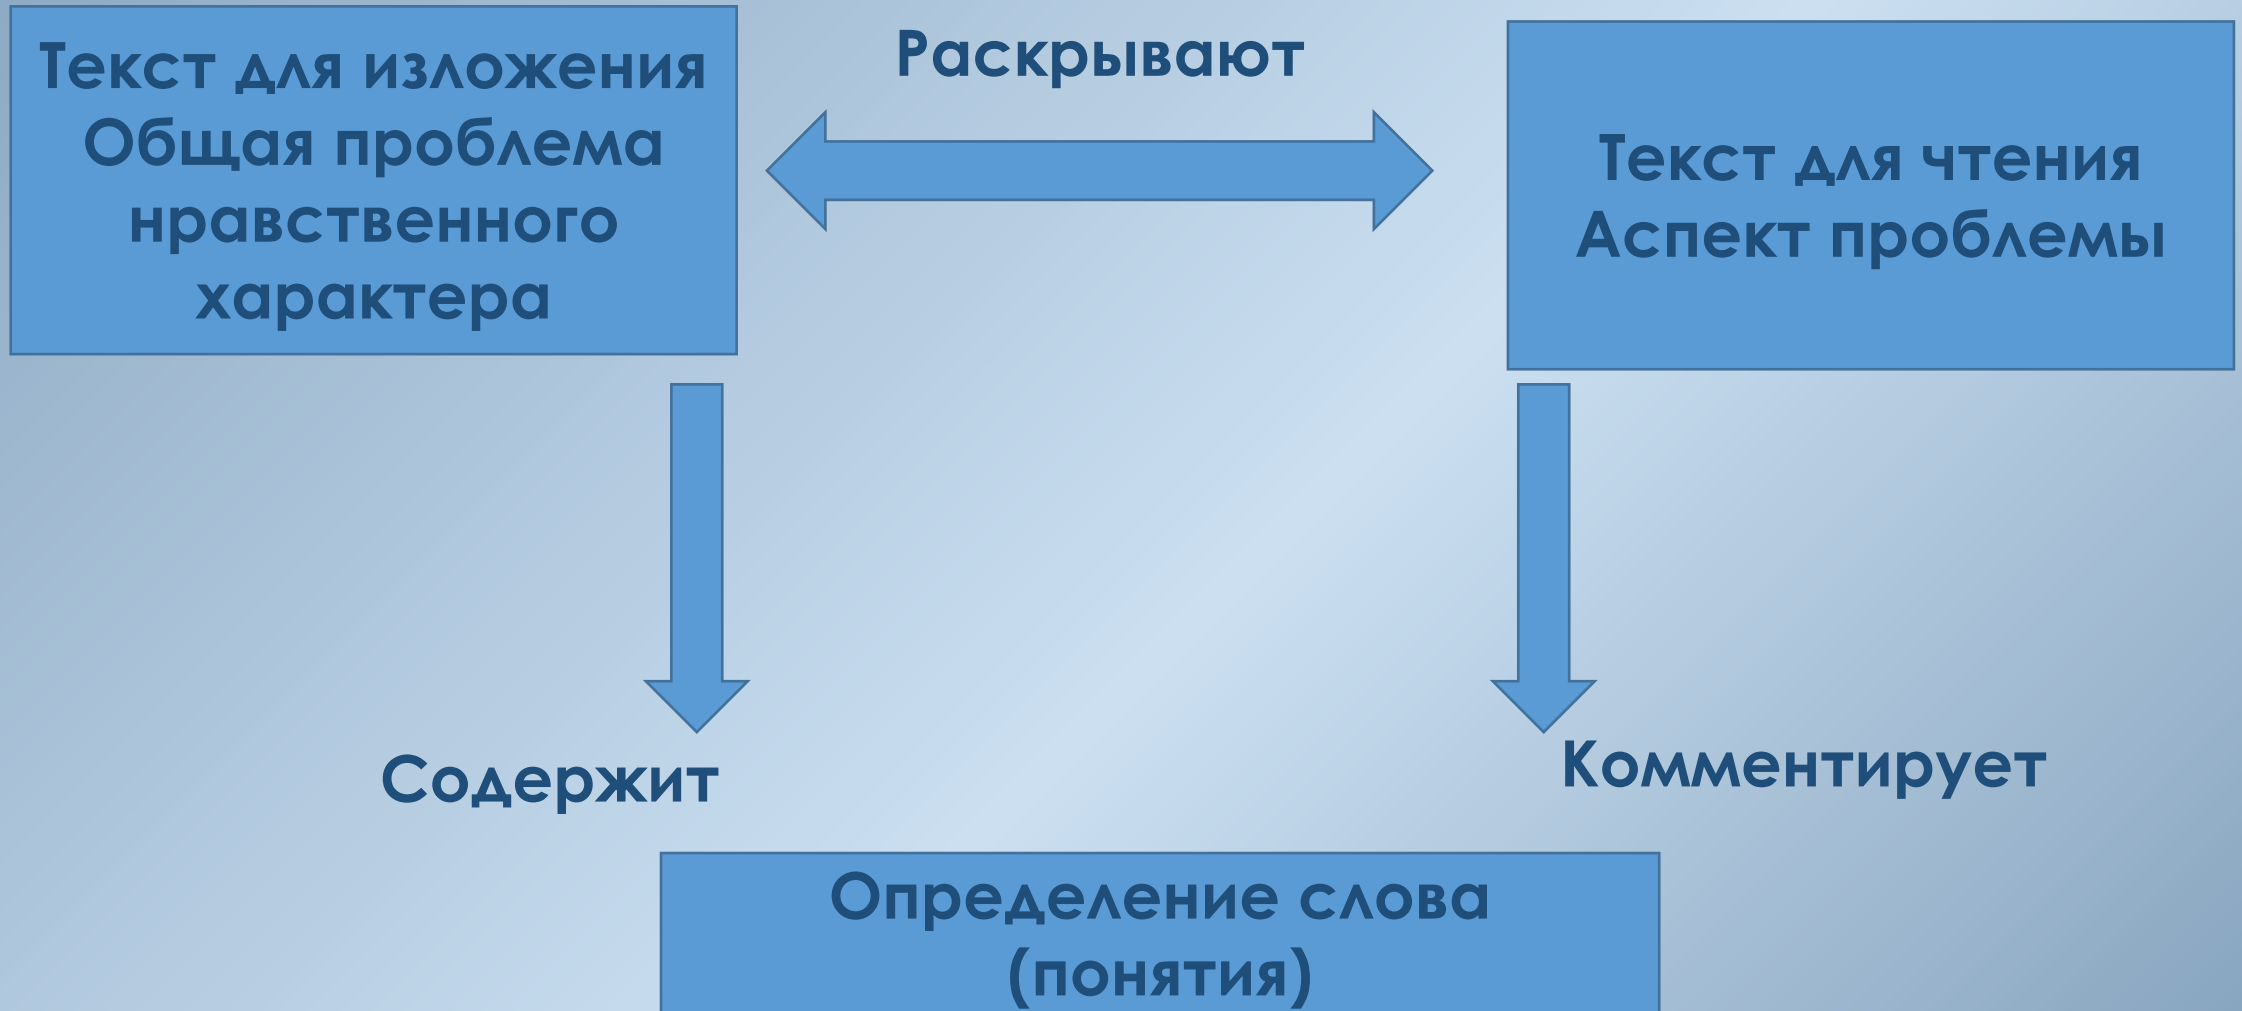 Текст для изложения
Общая проблема
нравственного
характера
Раскрывают
Текст для чтения
Аспект проблемы
Содержит
Комментирует
Определение слова
(понятия)